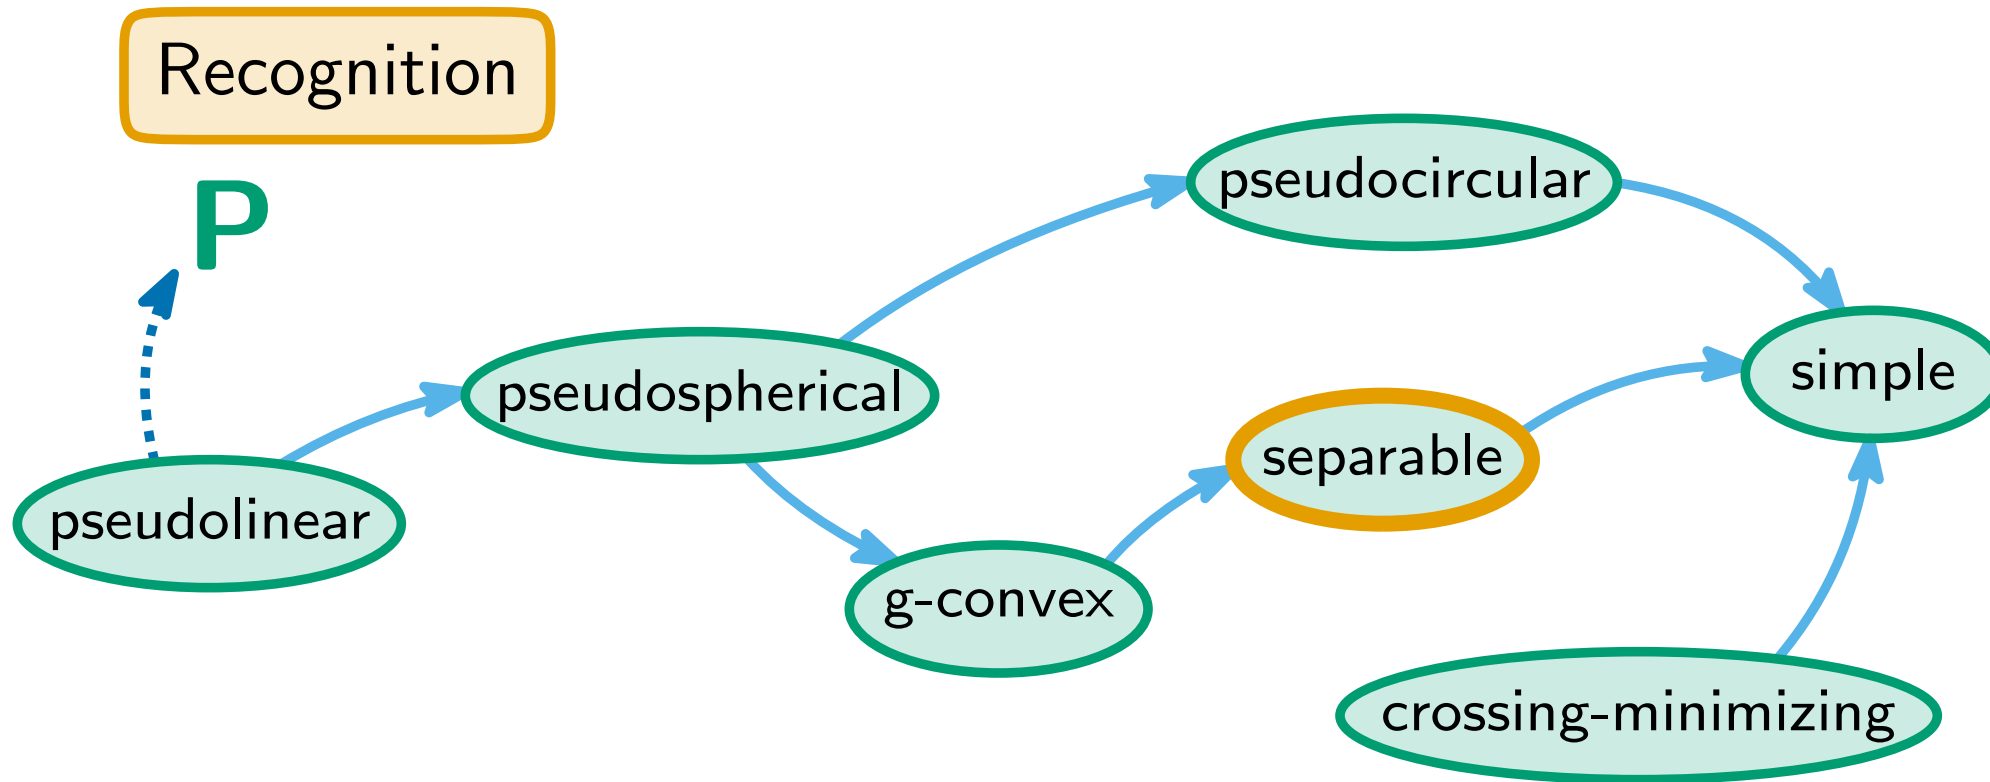 Recognition
P
pseudocircular
simple
pseudospherical
separable
pseudolinear
g-convex
crossing-minimizing